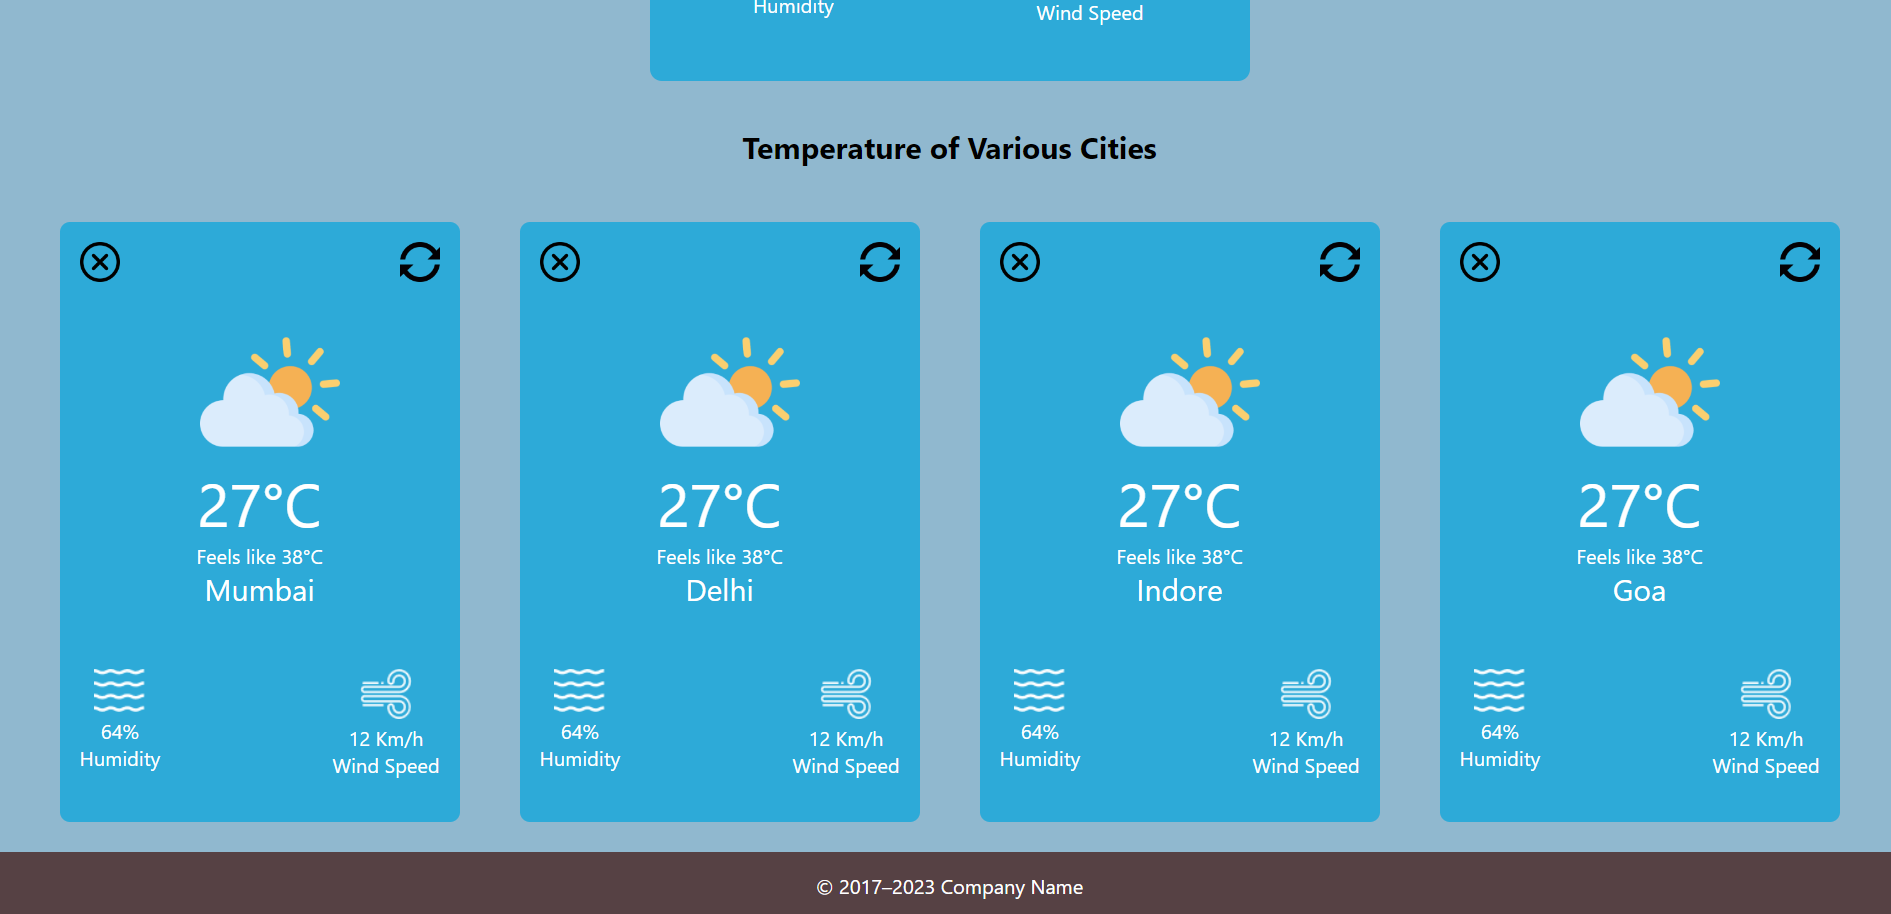 Humidity
Wind Speed
Temperature of Various Cities
27°C
Feels like 38°C
Mumbai
64%
Humidity
12 Km/h
Wind Speed
27°C
Feels like 38°C
Delhi
64%
Humidity
12 Km/h
Wind Speed
27°C
Feels like 38°C
Indore
64%
Humidity
12 Km/h
Wind Speed
27°C
Feels like 38°C
Goa
64%
Humidity
12 Km/h
Wind Speed
© 2017–2023 Company Name